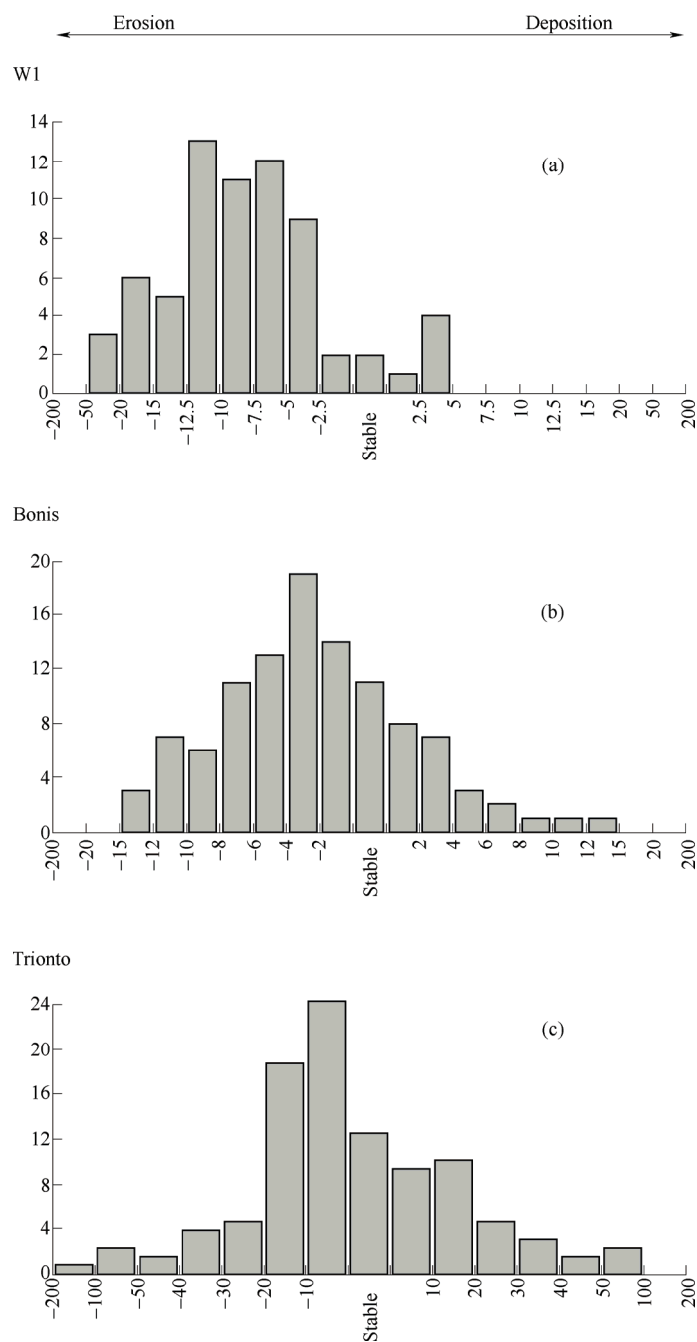 Erosion Deposition
W1
14
12
10
8
6
4
2
0
(a)
−200 −50 −20 −15 −12.5 −10 −7.5 −5 −2.5 Stable 2.5 5 7.5 10 12.5 15 20 50 200
Bonis
20
16
12
8
4
0
(b)
−200 −20 −15 −12 −10 −8 −6 −4 −2 Stable 2 4 6 8 10 12 15 20 200
Trionto
24
20
16
12
8
4
0
(c)
−200 −100 −50 −40 −30 −20 −10 Stable 10 20 30 40 50 100 200